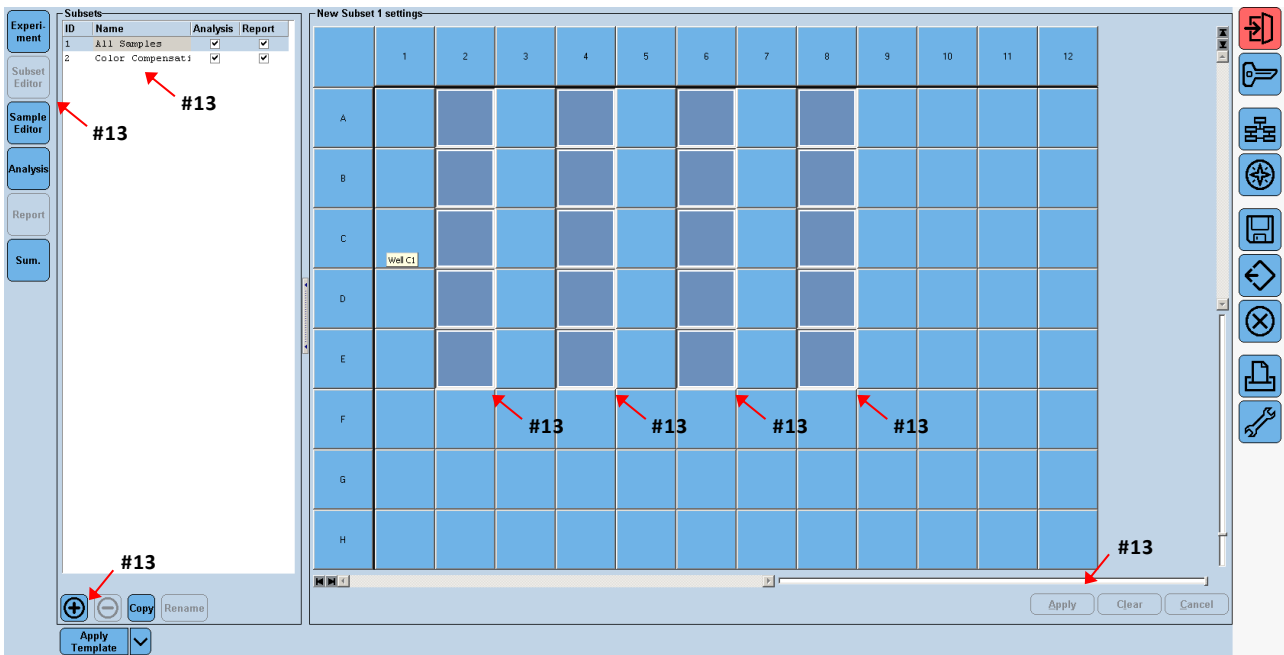 Experi-
ment
Subset
Editor
Sample
Editor
Analysis
Report
Sum.
Subsets
ID Name Analysis Report
1 All Samples
2 Color Compensati
#13
#13
#13
Copy Rename
Apply
Template
New Subset 1 settings
1 2 3 4 5 6 7 8 9 10 11 12
A
B
C
Well C1
D
E
F
#13 #13 #13 #13
G
H
#13
Apply Clear Cancel